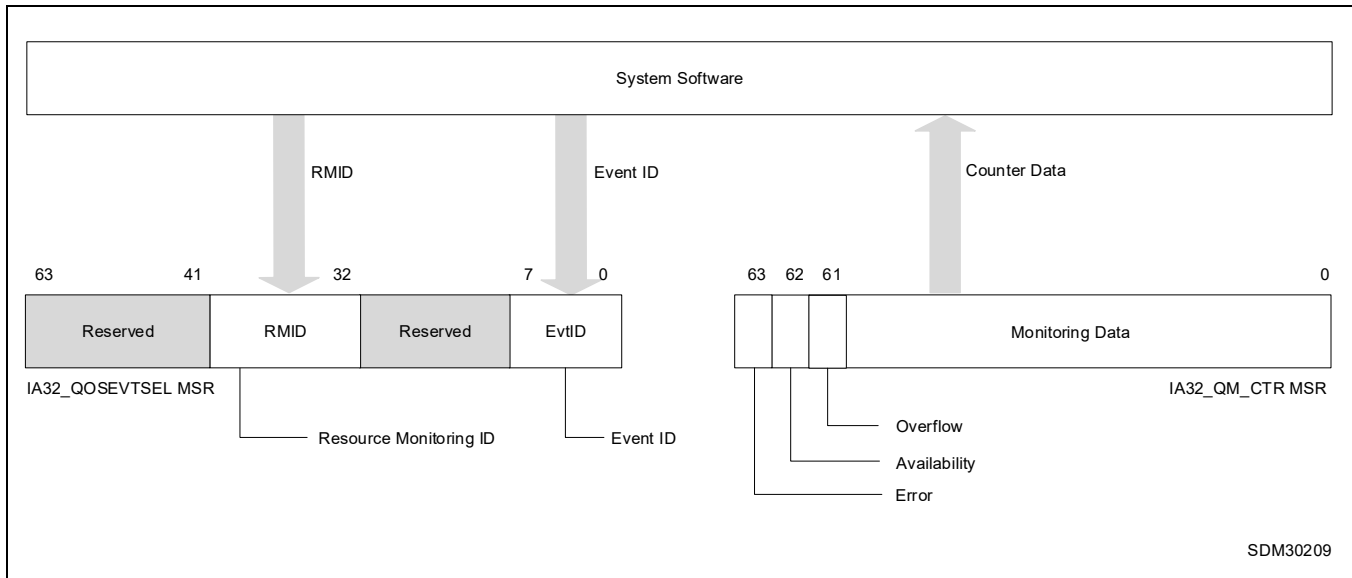 System Software
RMID
Event ID
Counter Data
63 41 32 7 0 63 62 61 0
Reserved RMID Reserved EvtID Monitoring Data
IA32_QOSEVTSEL MSR IA32_QM_CTR MSR
Overflow
Resource Monitoring ID Event ID
Availability
Error
SDM30209